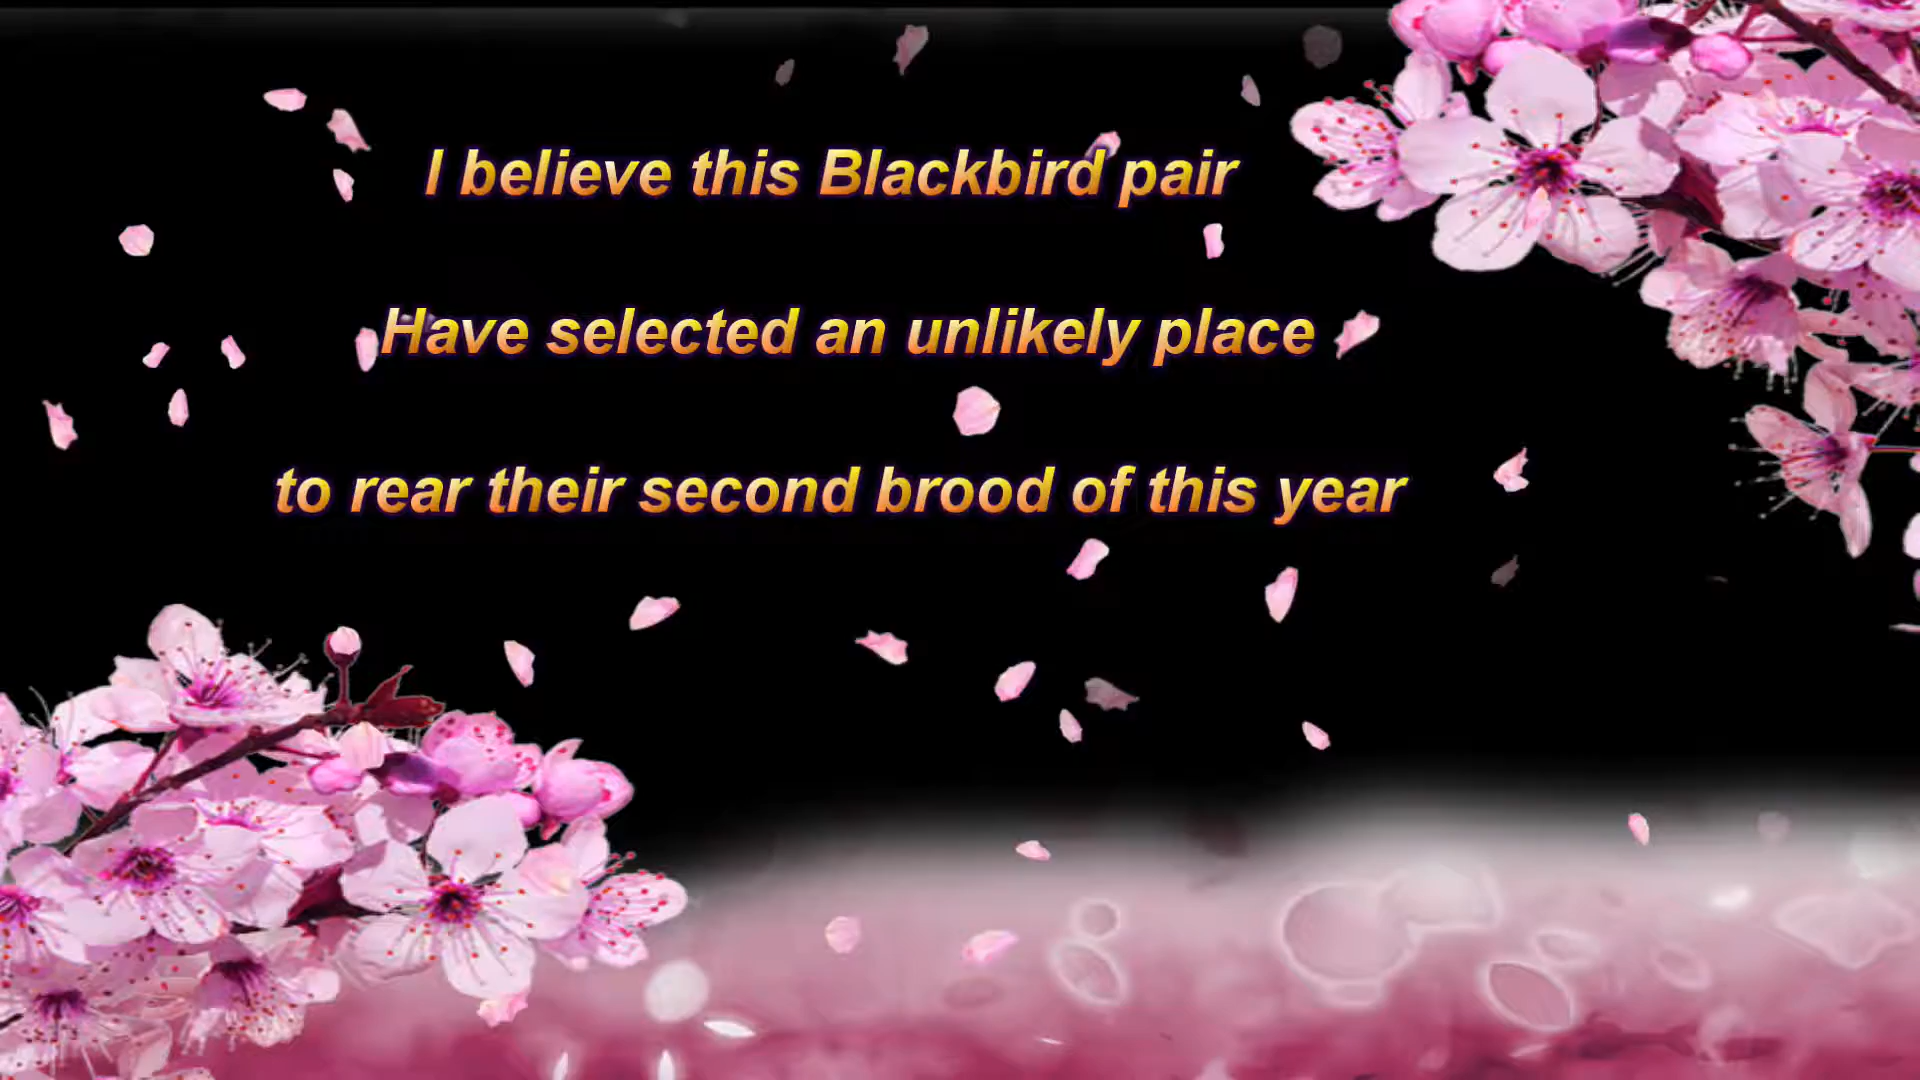 I believe this Blackbird pair
Have selected an unlikely place
to rear their second brood of this year